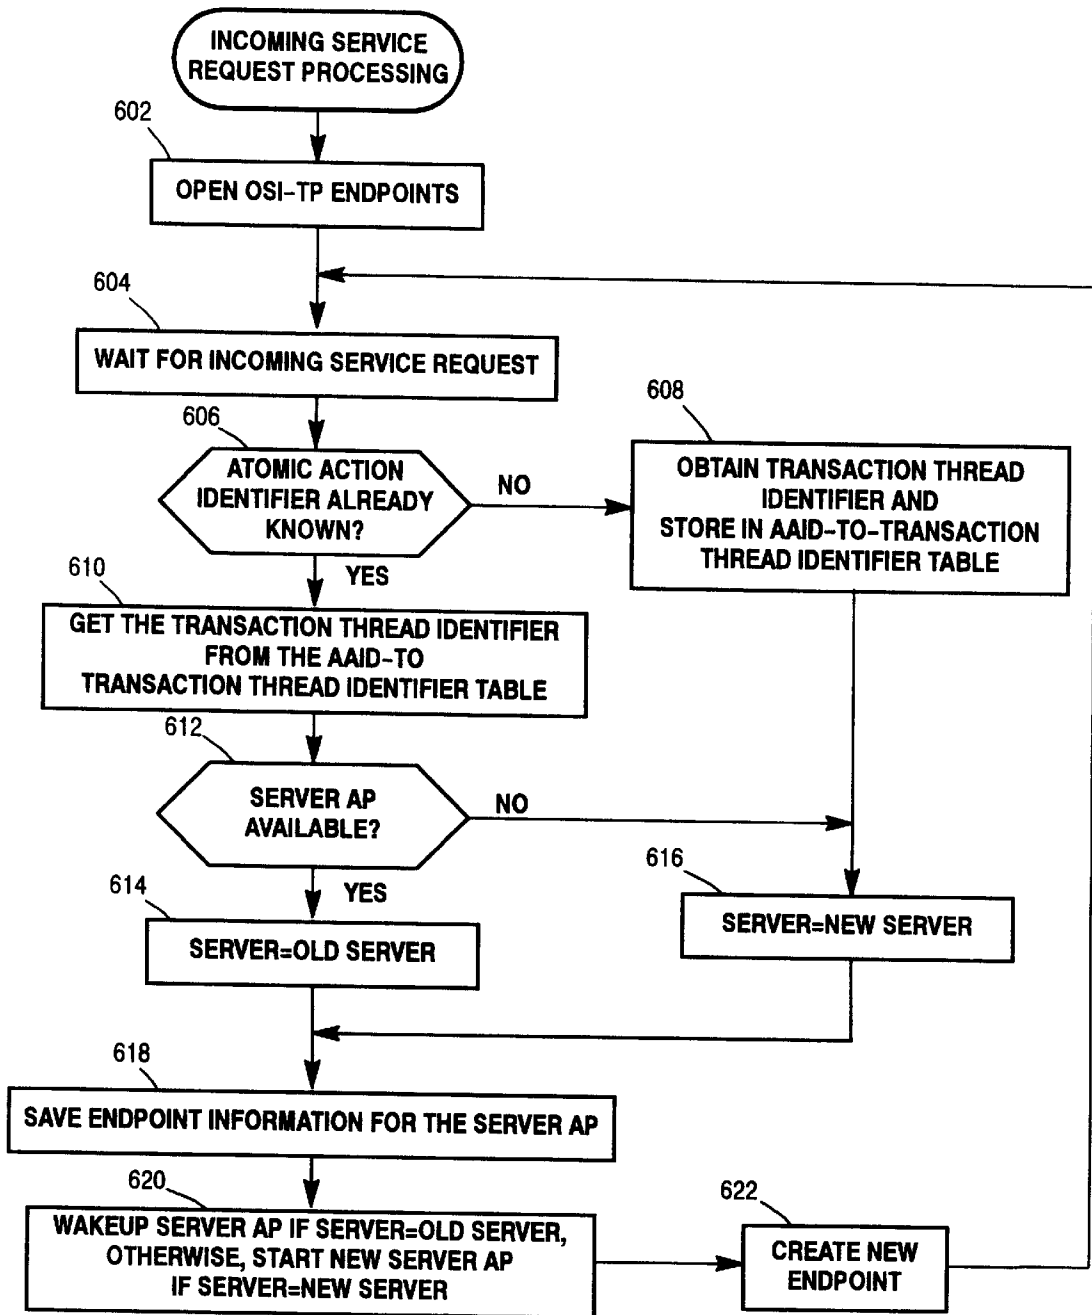 INCOMING SERVICE
REQUEST PROCESSING
602
OPEN OSI-TP ENDPOINTS
604
WAIT FOR INCOMING SERVICE REQUEST
606
ATOMIC ACTION
IDENTIFIER ALREADY
KNOWN?
NO
YES
608
OBTAIN TRANSACTION THREAD
IDENTIFIER AND
STORE IN AAID-TO-TRANSACTION
THREAD IDENTIFIER TABLE
610
GET THE TRANSACTION THREAD IDENTIFIER
FROM THE AAID-TO
TRANSACTION THREAD IDENTIFIER TABLE
612
SERVER AP
AVAILABLE?
NO
YES
614
SERVER=OLD SERVER
616
SERVER=NEW SERVER
618
SAVE ENDPOINT INFORMATION FOR THE SERVER AP
620
WAKEUP SERVER AP IF SERVER=OLD SERVER,
OTHERWISE, START NEW SERVER AP
IF SERVER=NEW SERVER
622
CREATE NEW
ENDPOINT